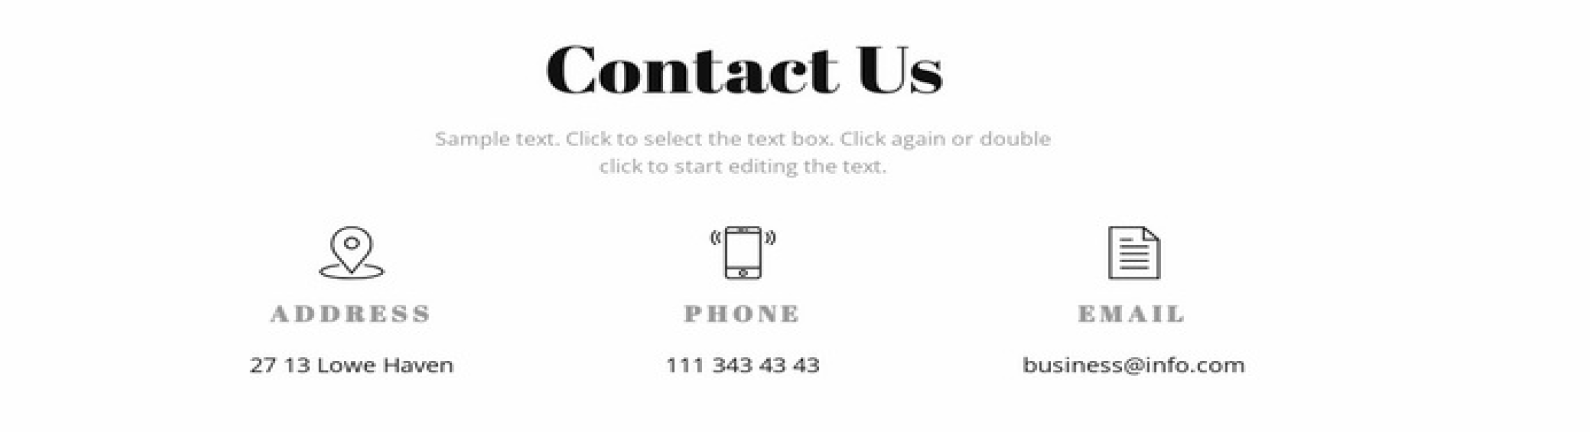 Contact Us
Sample text. Click to select the text box. Click again or double
click to start editing the text.
ADDRESS
PHONE
EMAIL
27 13 Lowe Haven
111 343 43 43
business@info.com